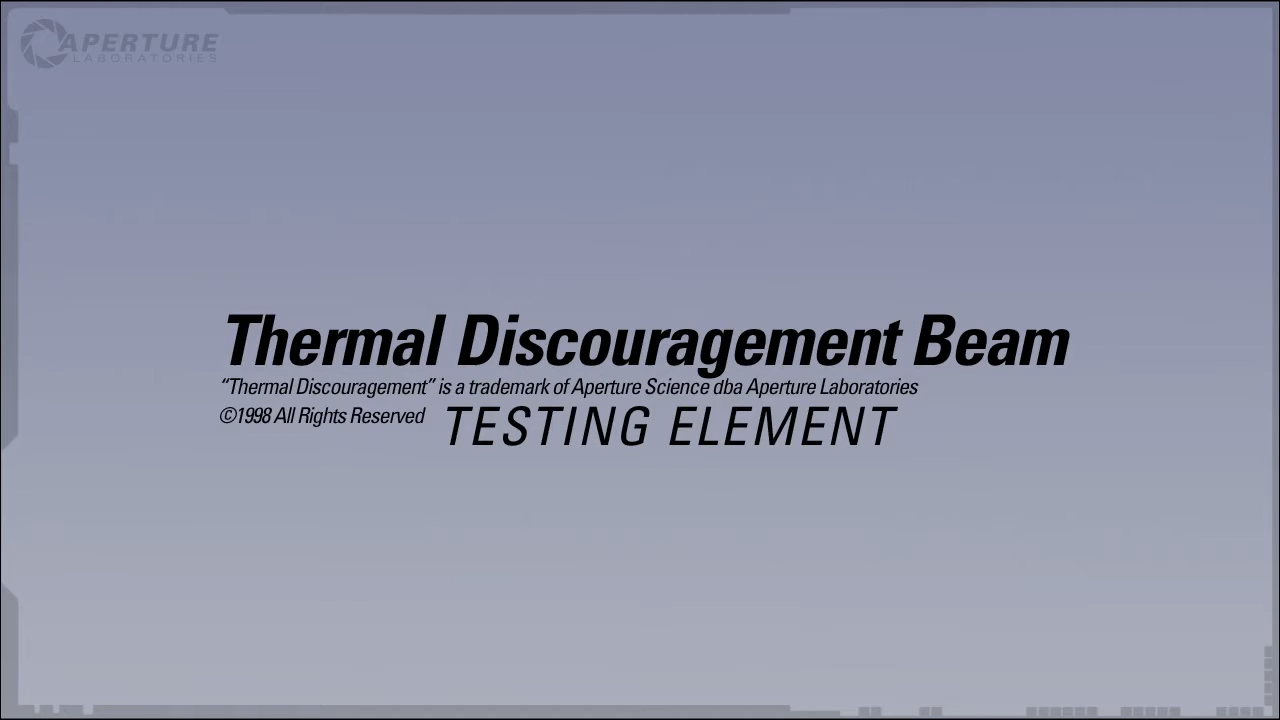 APERTURE
LABORATORIES
Thermal Discouragement Beam
“Thermal Discouragement” is a trademark of Aperture Science dba Aperture Laboratories
©1998 All Rights Reserved
TESTING ELEMENT